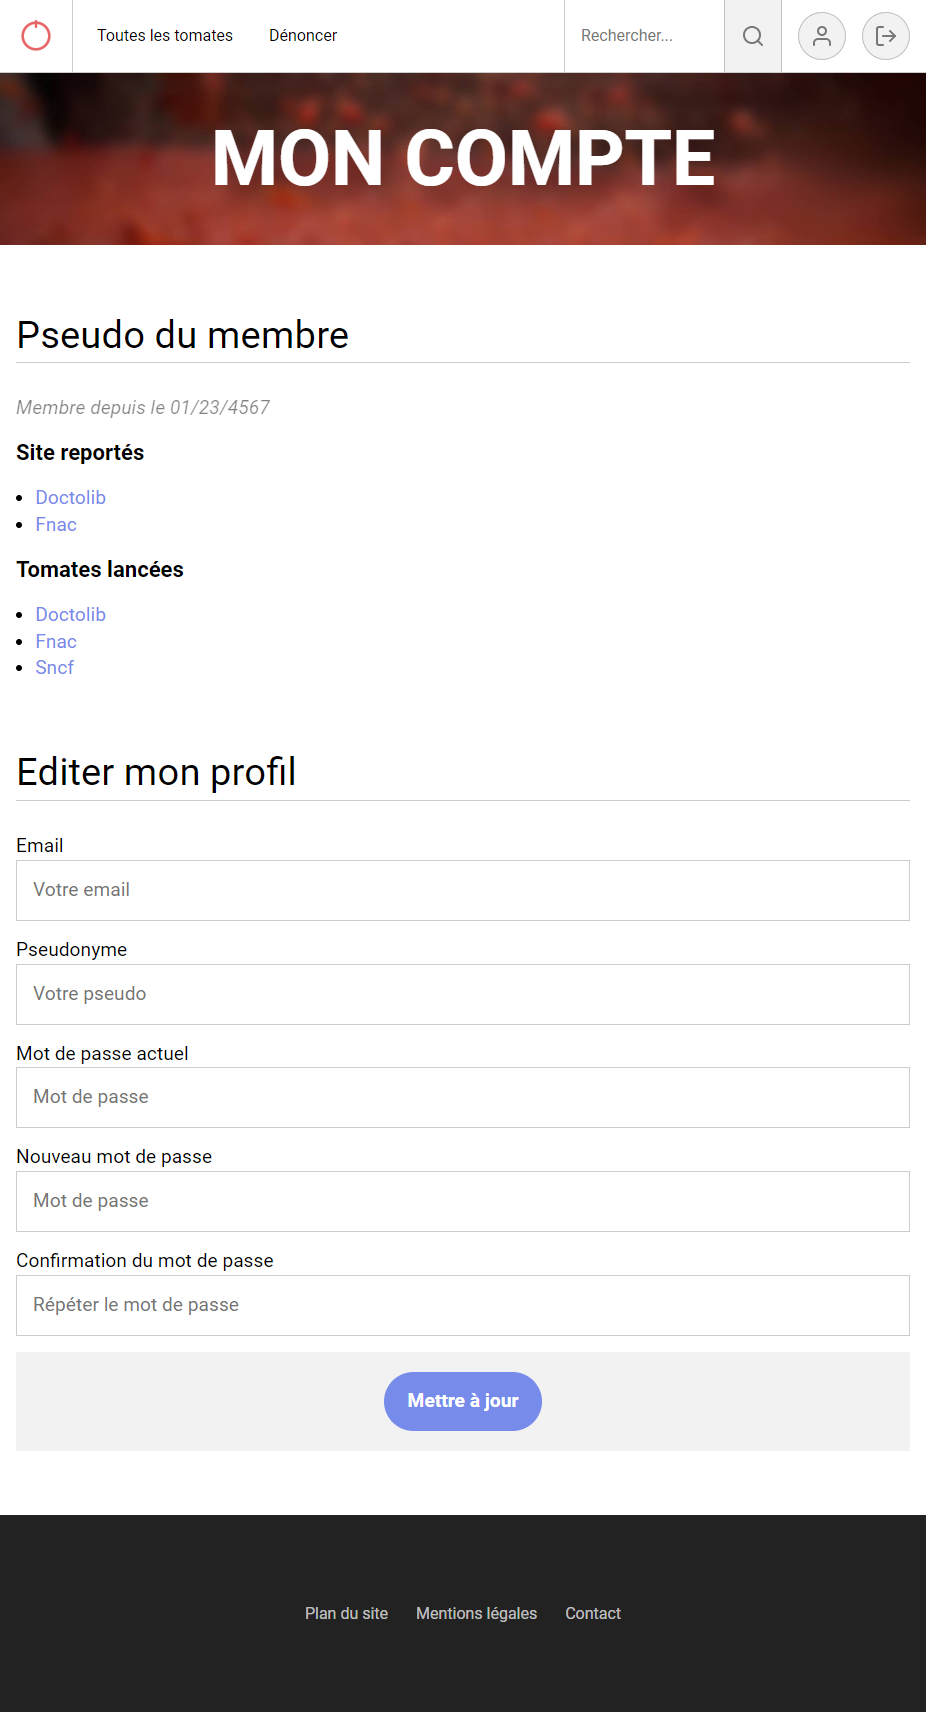 Toutes les tomates
Dénoncer
Rechercher...
MON COMPTE
Pseudo du membre
Membre depuis le 01/23/4567
Site reportés
Doctolib
Fnac
Tomates lancées
Doctolib
Fnac
Sncf
Editer mon profil
Email
Votre email
Pseudonyme
Votre pseudo
Mot de passe actuel
Mot de passe
Nouveau mot de passe
Mot de passe
Confirmation du mot de passe
Répéter le mot de passe
Mettre à jour
Plan du site
Mentions légales
Contact